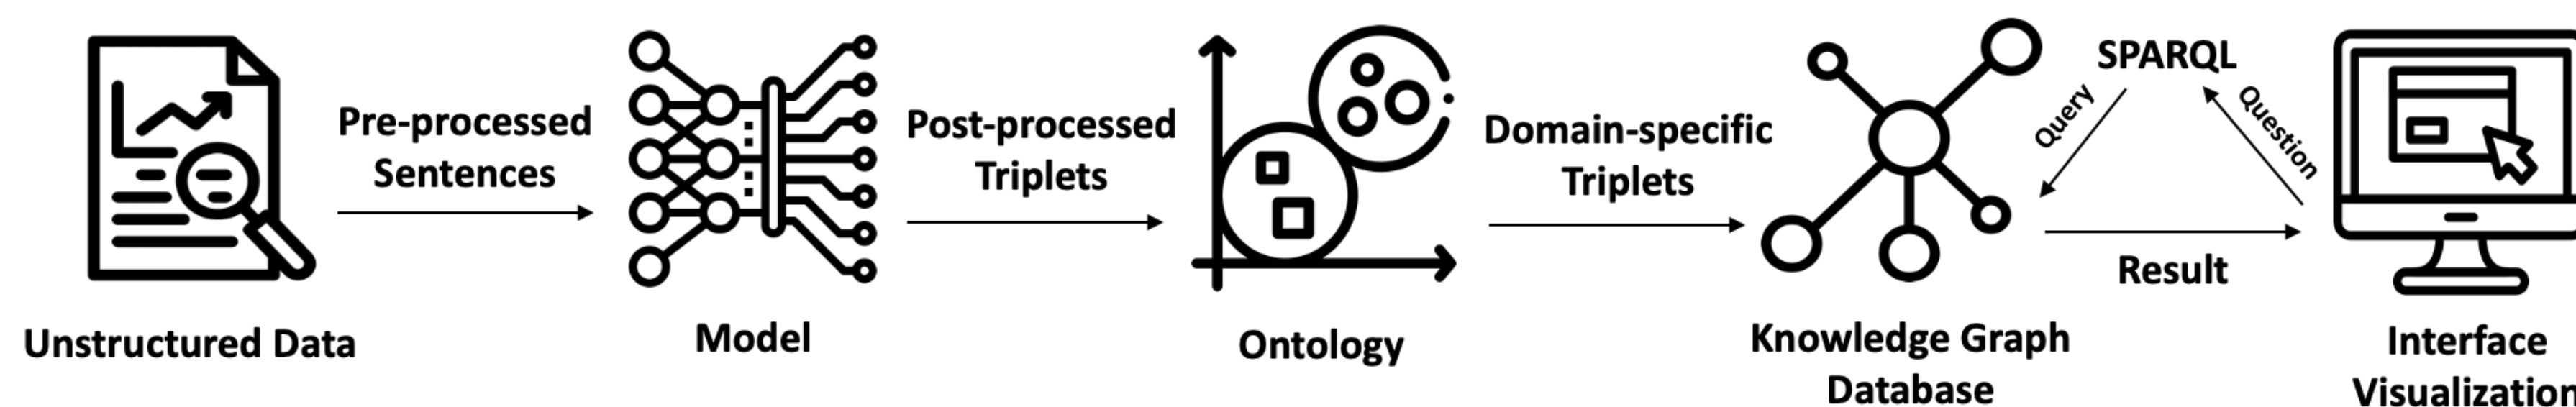 Pre-processed
Sentences
Post-processed
Triplets
Domain-specific
Triplets
SPARQL
Query
Question
Result
Unstructured Data
Model
Ontology
Knowledge Graph
Database
Interface
Visualization